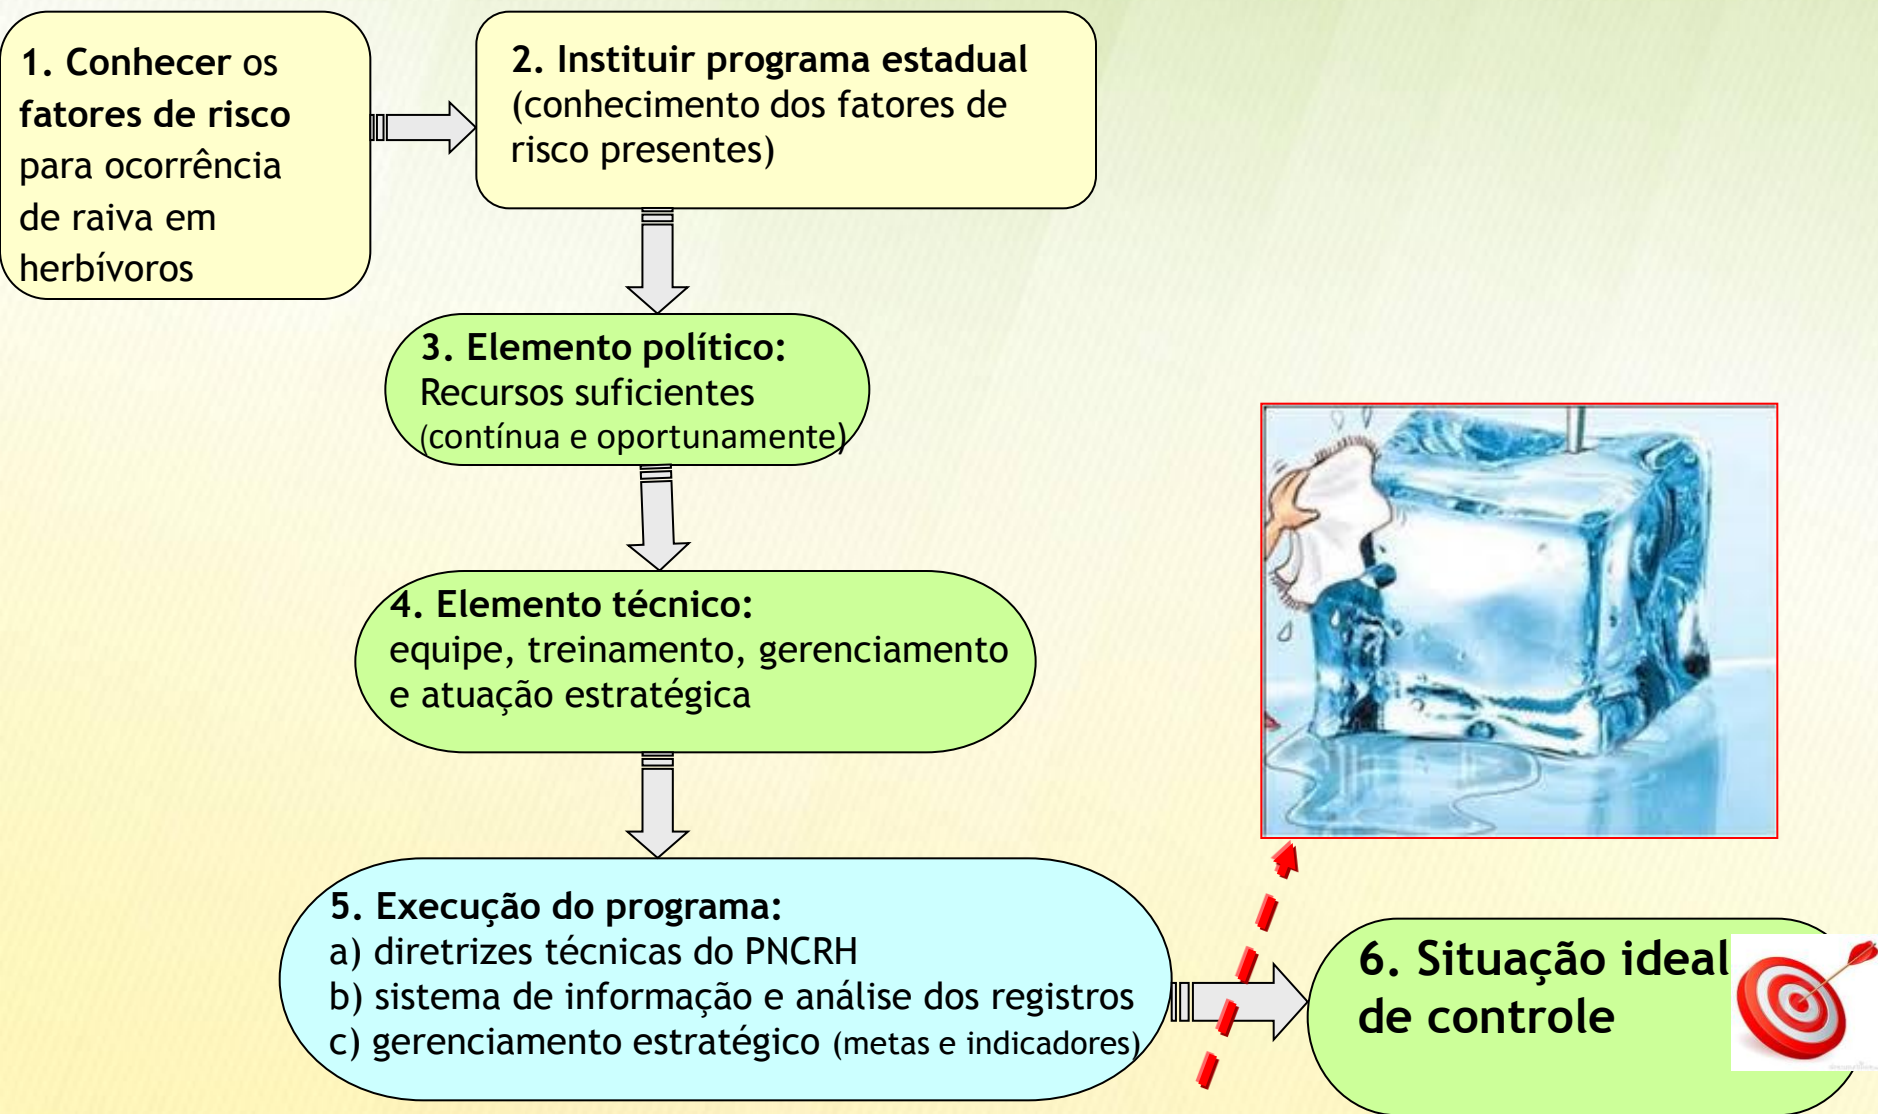 1. Conhecer os
fatores de risco
para ocorrência
de raiva em
herbívoros
2. Instituir programa estadual
(conhecimento dos fatores de
risco presentes)
3. Elemento político:
Recursos suficientes
(contínua e oportunamente)
4. Elemento técnico:
equipe, treinamento, gerenciamento
e atuação estratégica
5. Execução do programa:
a) diretrizes técnicas do PNCRH
b) sistema de informação e análise dos registros
c) gerenciamento estratégico (metas e indicadores)
6. Situação ideal
de controle